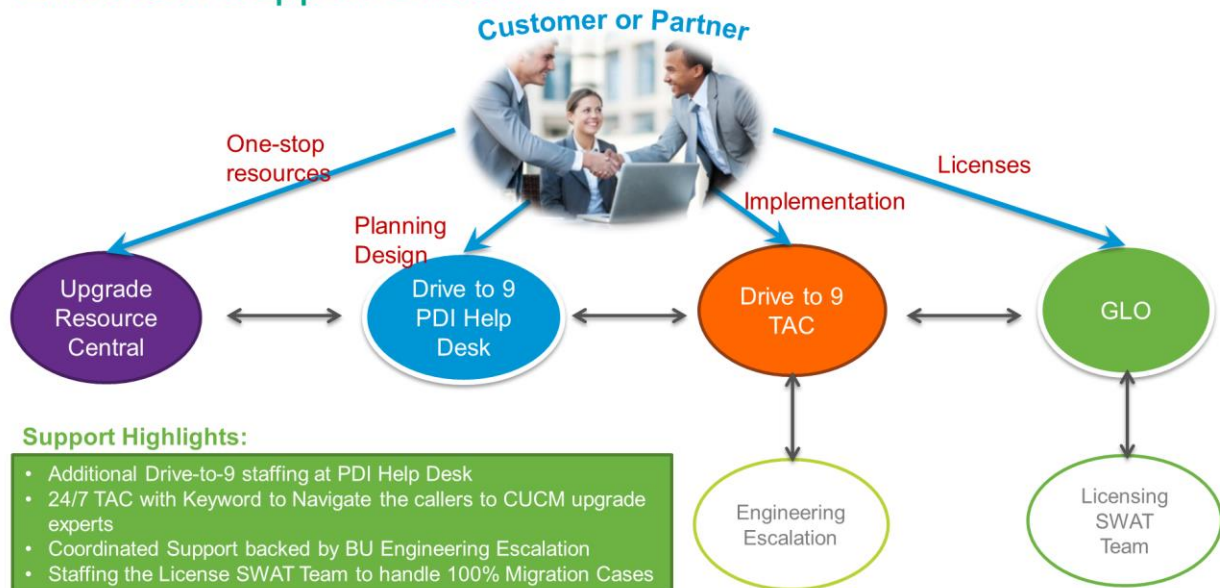 Customer or Partner
One-stop
resources
Licenses
Implementation
Planning
Design
Upgrade
Resource
Central
Drive to 9
PDI Help
Desk
Drive to 9
TAC
GLO
Support Highlights:
• Additional Drive-to-9 staffing at PDI Help Desk
• 24/7 TAC with Keyword to Navigate the callers to CUCM upgrade
experts
• Coordinated Support backed by BU Engineering Escalation
• Staffing the License SWAT Team to handle 100% Migration Cases
Engineering
Escalation
Licensing
SWAT
Team